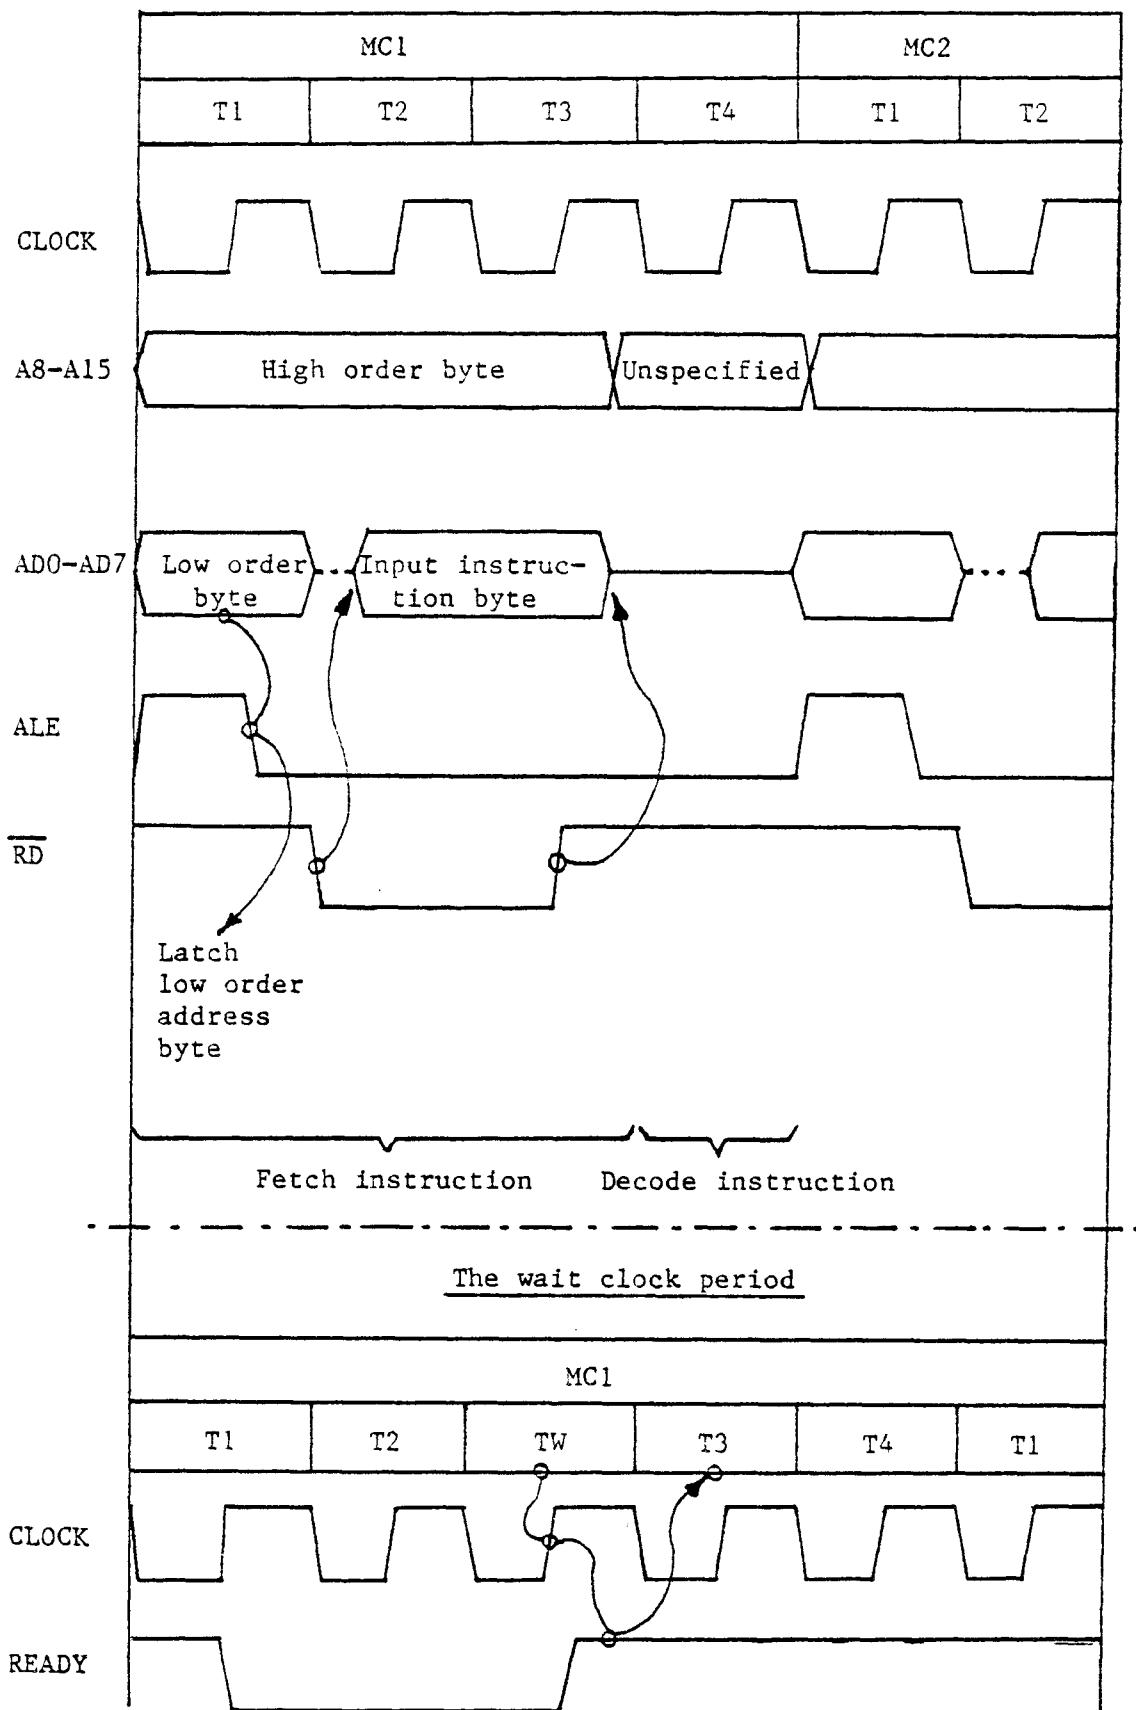 MC1 MC2
T1 T2 T3 T4 T1 T2
CLOCK
A8-A15 High order byte Unspecified
AD0-AD7 Low order Input instruc-
byte tion byte
ALE
RD
Latch
low order
address
byte
Fetch instruction Decode instruction
The wait clock period
MC1
T1 T2 TW T3 T4 T1
CLOCK
READY